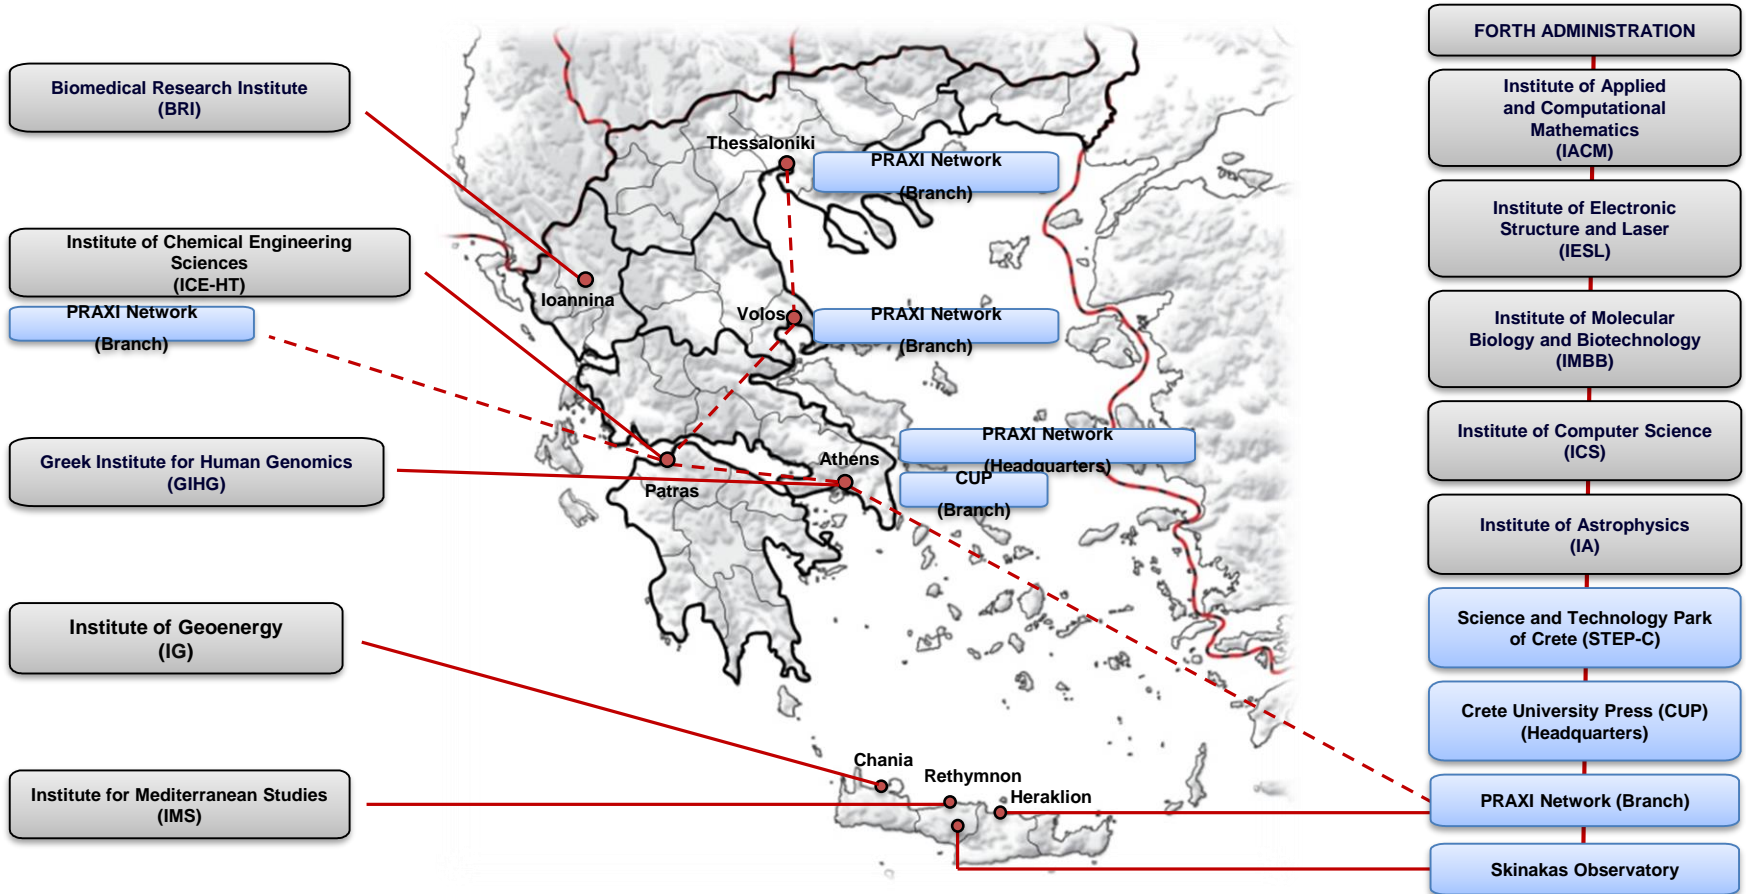 Biomedical Research Institute
(BRI)
Institute of Chemical Engineering
Sciences
(ICE-HT)
PRAXI Network
(Branch)
Greek Institute for Human Genomics
(GIHG)
Institute of Geoenergy
(IG)
Institute for Mediterranean Studies
(IMS)
Thessaloniki
PRAXI Network
(Branch)
Ioannina
Volos
PRAXI Network
(Branch)
PRAXI Network
(Headquarters)
Athens
CUP
(Branch)
Patras
Chania
Rethymnon
Heraklion
FORTH ADMINISTRATION
Institute of Applied
and Computational
Mathematics
(IACM)
Institute of Electronic
Structure and Laser
(IESL)
Institute of Molecular
Biology and Biotechnology
(IMBB)
Institute of Computer Science
(ICS)
Institute of Astrophysics
(IA)
Science and Technology Park
of Crete (STEP-C)
Crete University Press (CUP)
(Headquarters)
PRAXI Network (Branch)
Skinakas Observatory